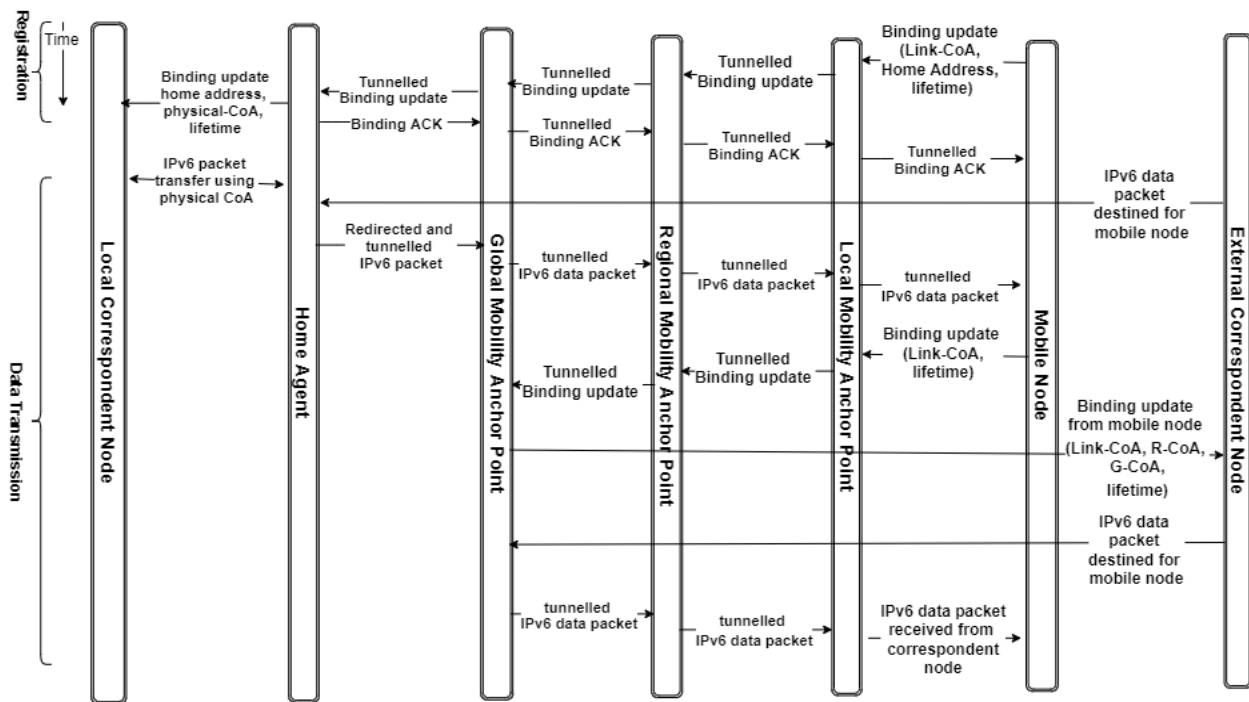 Registration
Time
Binding update
home address,
physical-CoA,
lifetime
Tunnelled
Binding update
Tunnelled
Binding update
Tunnelled
Binding update
Binding update
(Link-CoA,
Home Address,
lifetime)
Binding ACK
Tunnelled
Binding ACK
Tunnelled
Binding ACK
Tunnelled
Binding ACK
IPv6 packet
transfer using
physical CoA
IPv6 data
packet
destined for
mobile node
Redirected and
tunnelled
IPv6 packet
tunnelled
IPv6 data packet
tunnelled
IPv6 data packet
tunnelled
IPv6 data packet
Local Correspondent Node
Home Agent
Global Mobility Anchor Point
Regional Mobility Anchor Point
Local Mobility Anchor Point
Mobile Node
External Correspondent Node
Data Transmission
Binding update
(Link-CoA,
lifetime)
Tunnelled
Binding update
Tunnelled
Binding update
Binding update
from mobile node
(Link-CoA, R-CoA,
G-CoA,
lifetime)
IPv6 data
packet
destined for
mobile node
tunnelled
IPv6 data packet
tunnelled
IPv6 data packet
IPv6 data packet
received from
correspondent
node